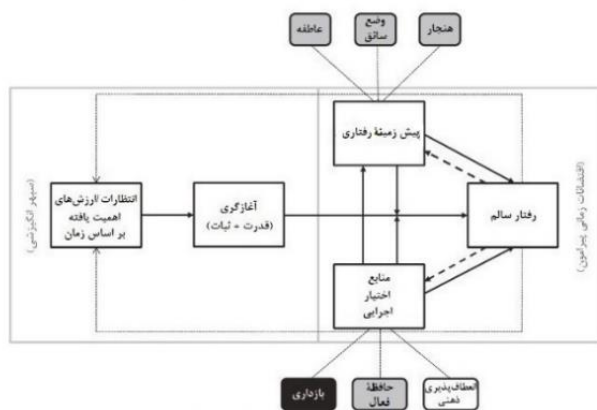 هنجار
وضع
سائق
عاطفه
پیش زمینهٔ رفتاری
انتظارات /ارزش‌های
اهمیت یافته
بر اساس زمان
آغازگری
(قدرت + ثبات)
رفتار سالم
منابع
اختیار
اجرایی
(سپهر انگیزشی)
(اقتضائات زمانی پیرامون)
انعطاف‌پذیری
ذهنی
حافظهٔ
فعال
بازداری